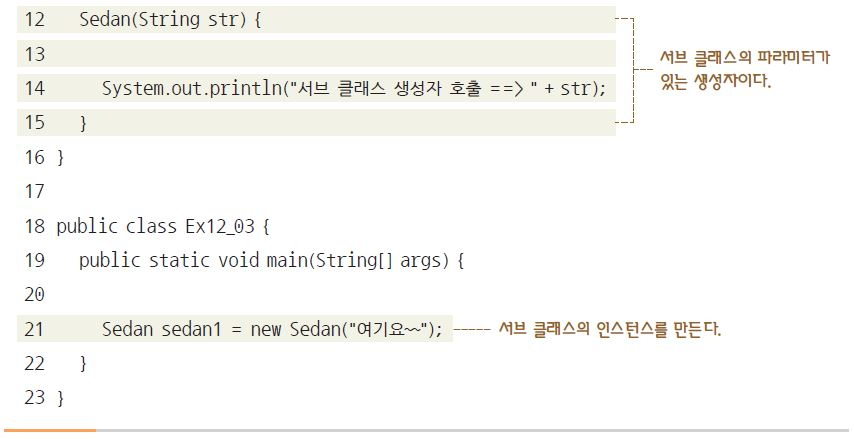 12 Sedan(String str) {
13
14 System.out.println("서브 클래스 생성자 호출 ==> " + str);
15 }
서브 클래스의 파라미터가
있는 생성자이다.
16 }
17
18 public class Ex12_03 {
19 public static void main(String[] args) {
20
21 Sedan sedan1 = new Sedan("여기요~~"); 서브 클래스의 인스턴스를 만든다.
22 }
23 }